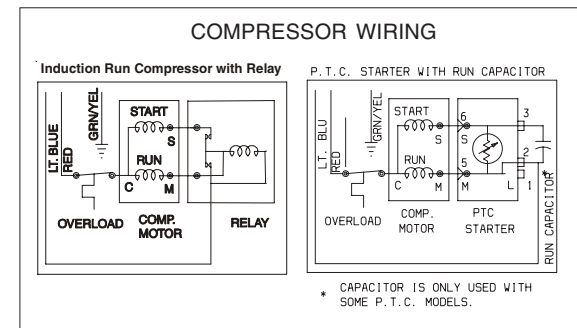 COMPRESSOR WIRING
Induction Run Compressor with Relay
LT. BLUE
RED
GRN/YEL
START
S
RUN
C
M
OVERLOAD
COMP.
MOTOR
RELAY
P.T.C. STARTER WITH RUN CAPACITOR
LT. BLU
RED
GRN/YEL
START
S
RUN
C
M
OVERLOAD
COMP.
MOTOR
6
S
5
M
L
3
2
1
PTC
STARTER
RUN CAPACITOR
*
* CAPACITOR IS ONLY USED WITH
SOME P.T.C. MODELS.